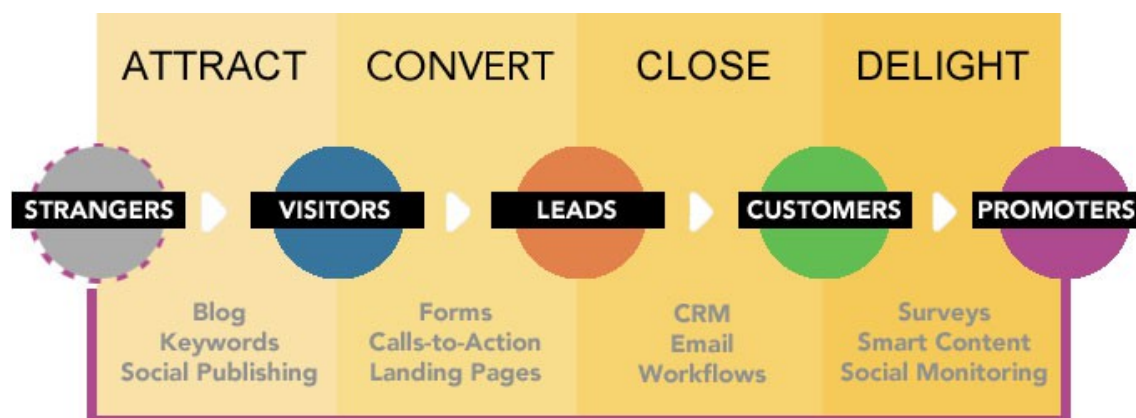 ATTRACT CONVERT CLOSE DELIGHT
STRANGERS VISITORS LEADS CUSTOMERS PROMOTERS
Blog
Keywords
Social Publishing
Forms
Calls-to-Action
Landing Pages
CRM
Email
Workflows
Surveys
Smart Content
Social Monitoring